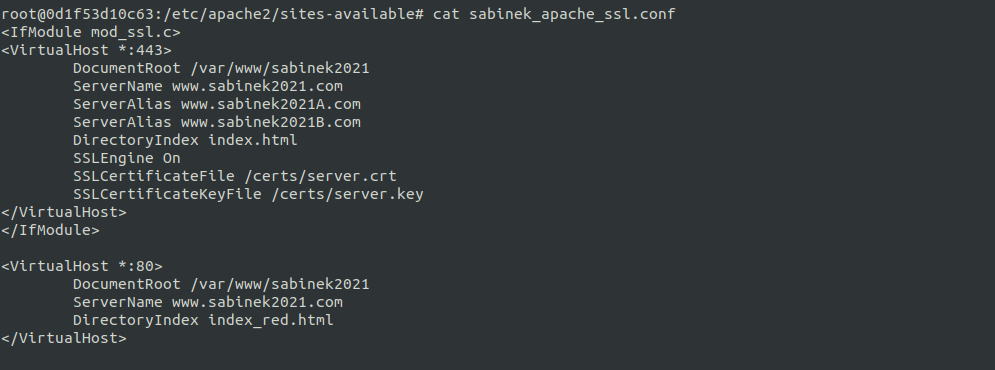 root@0d1f53d10c63:/etc/apache2/sites-available# cat sabinek_apache_ssl.conf
<IfModule mod_ssl.c>
<VirtualHost *:443>
        DocumentRoot /var/www/sabinek2021
        ServerName www.sabinek2021.com
        ServerAlias www.sabinek2021A.com
        ServerAlias www.sabinek2021B.com
        DirectoryIndex index.html
        SSLEngine On
        SSLCertificateFile /certs/server.crt
        SSLCertificateKeyFile /certs/server.key
</VirtualHost>
</IfModule>

<VirtualHost *:80>
        DocumentRoot /var/www/sabinek2021
        ServerName www.sabinek2021.com
        DirectoryIndex index_red.html
</VirtualHost>